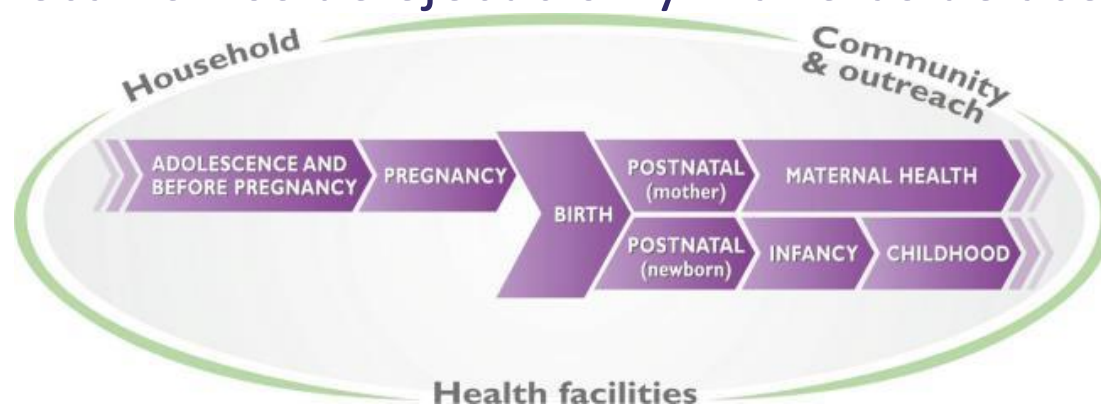 Household
Community
& outreach
ADOLESCENCE AND
BEFORE PREGNANCY
PREGNANCY
BIRTH
POSTNATAL
(mother)
MATERNAL HEALTH
POSTNATAL
(newborn)
INFANCY
CHILDHOOD
Health facilities